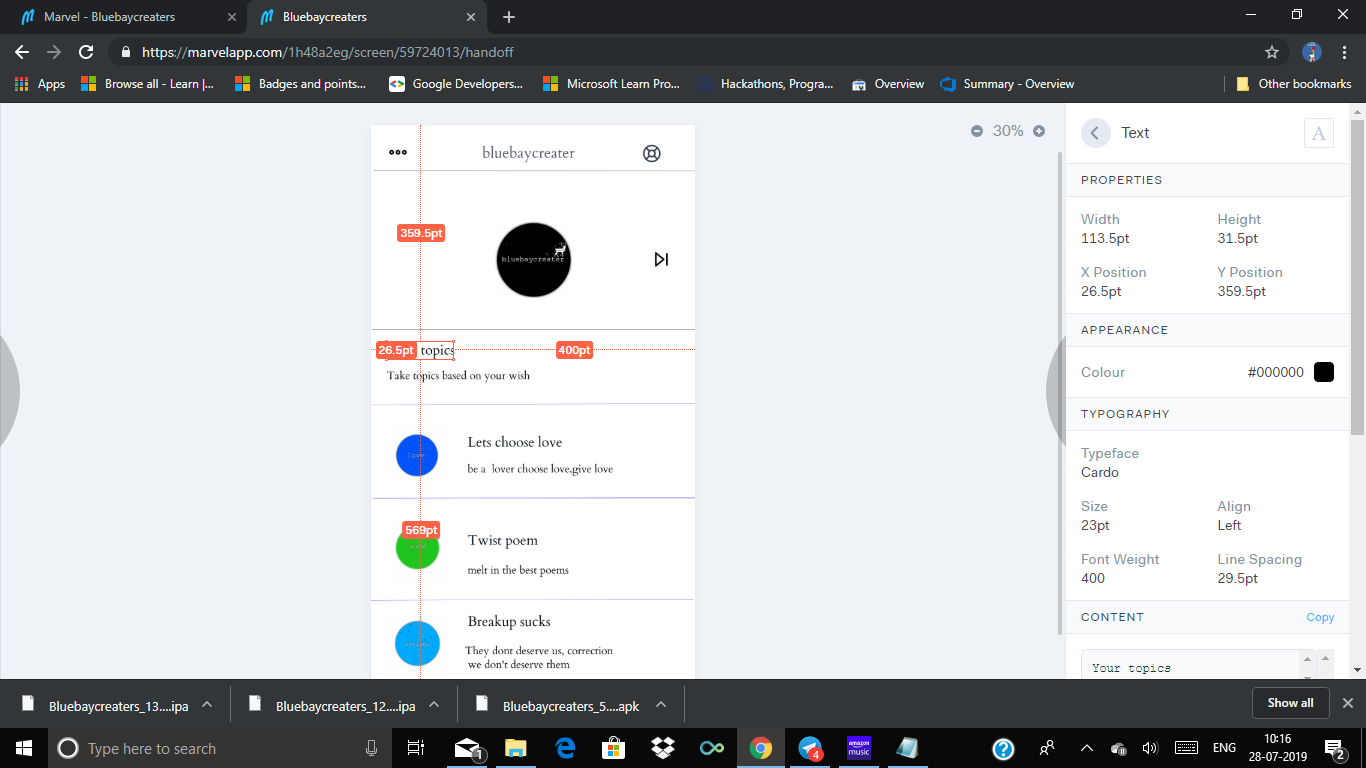 Marvel - Bluebaycreaters
Bluebaycreaters
https://marvelapp.com/1h48a2eg/screen/59724013/handoff
Apps Browse all - Learn |... Badges and points... Google Developers... Microsoft Learn Pro... Hackathons, Progra... Overview Summary - Overview Other bookmarks
30%
bluebaycreater
359.5pt
bluebaycreater
26.5pt topics 400pt
Take topics based on your wish
Lets choose love
be a lover choose love,give love
569pt
Twist poem
melt in the best poems
Breakup sucks
They dont deserve us, correction
we don't deserve them
Text
A
PROPERTIES
Width Height
113.5pt 31.5pt
X Position Y Position
26.5pt 359.5pt
APPEARANCE
Colour #000000
TYPOGRAPHY
Typeface
Cardo
Size Align
23pt Left
Font Weight Line Spacing
400 29.5pt
CONTENT Copy
Your topics
Bluebaycreaters_13....ipa Bluebaycreaters_12....ipa Bluebaycreaters_5....apk Show all
Type here to search
1
4
amazon music
ENG
10:16
28-07-2019
2